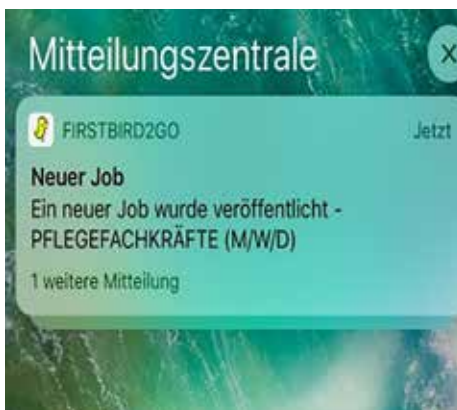 Mitteilungszentrale X
FIRSTBIRD2GO Jetzt
Neuer Job
Ein neuer Job wurde veröffentlicht -
PFLEGEFACHKRÄFTE (M/W/D)
1 weitere Mitteilung